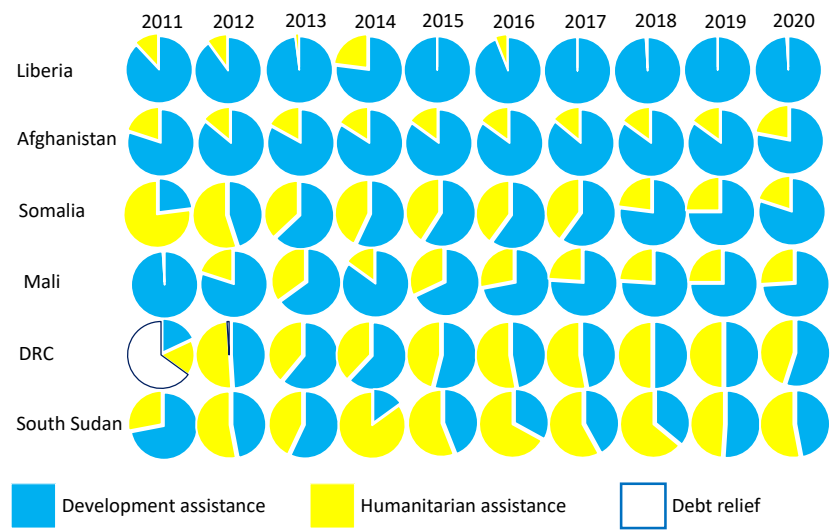 2011 2012 2013 2014 2015 2016 2017 2018 2019 2020
Liberia
Afghanistan
Somalia
Mali
DRC
South Sudan
Development assistance Humanitarian assistance Debt relief